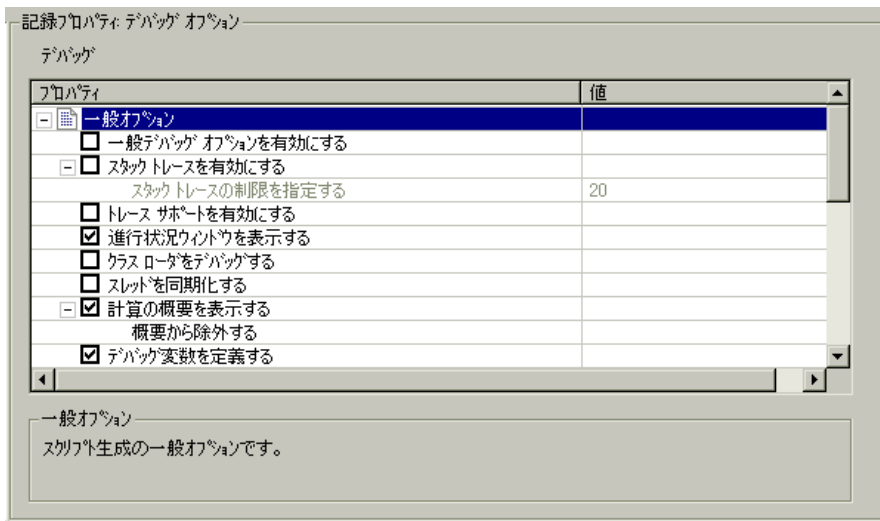 記録プロパティ: デバッグ オプション
デバッグ
プロパティ 値
一般オプション
一般デバッグ オプションを有効にする
スタック トレースを有効にする
スタック トレースの制限を指定する 20
トレース サポートを有効にする
進行状況ウィンドウを表示する
クラス ローダをデバッグする
スレッドを同期化する
計算の概要を表示する
概要から除外する
デバッグ変数を定義する
一般オプション
スクリプト生成の一般オプションです。